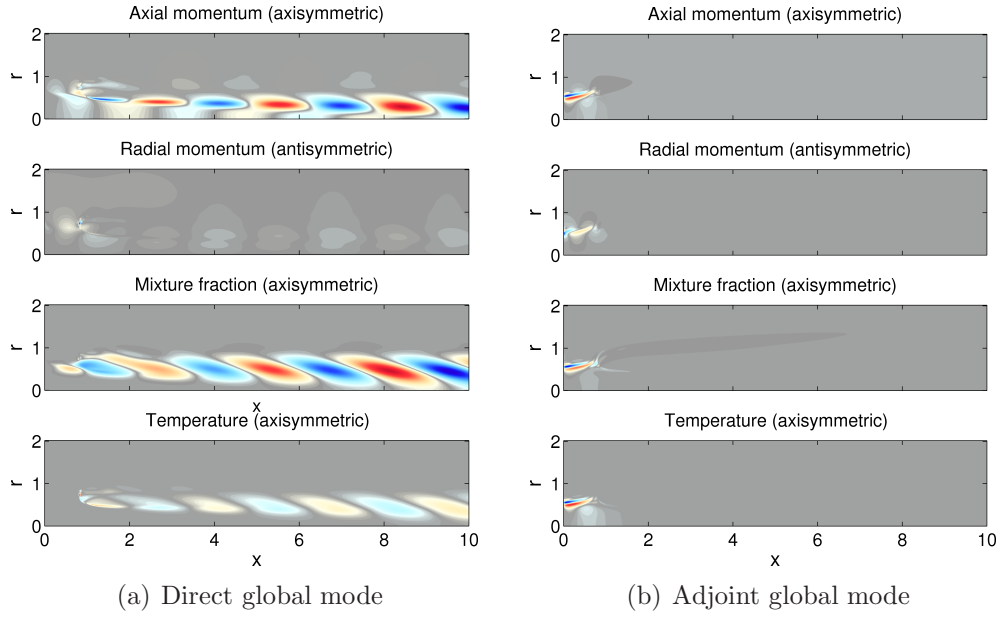 Axial momentum (axisymmetric)
2
1
0
r
Radial momentum (antisymmetric)
2
1
0
r
Mixture fraction (axisymmetric)
2
1
0
r
x
Temperature (axisymmetric)
2
1
0
r
0 2 4 6 8 10
x
(a) Direct global mode
Axial momentum (axisymmetric)
2
1
0
r
Radial momentum (antisymmetric)
2
1
0
r
Mixture fraction (axisymmetric)
2
1
0
r
Temperature (axisymmetric)
2
1
0
r
0 2 4 6 8 10
x
(b) Adjoint global mode